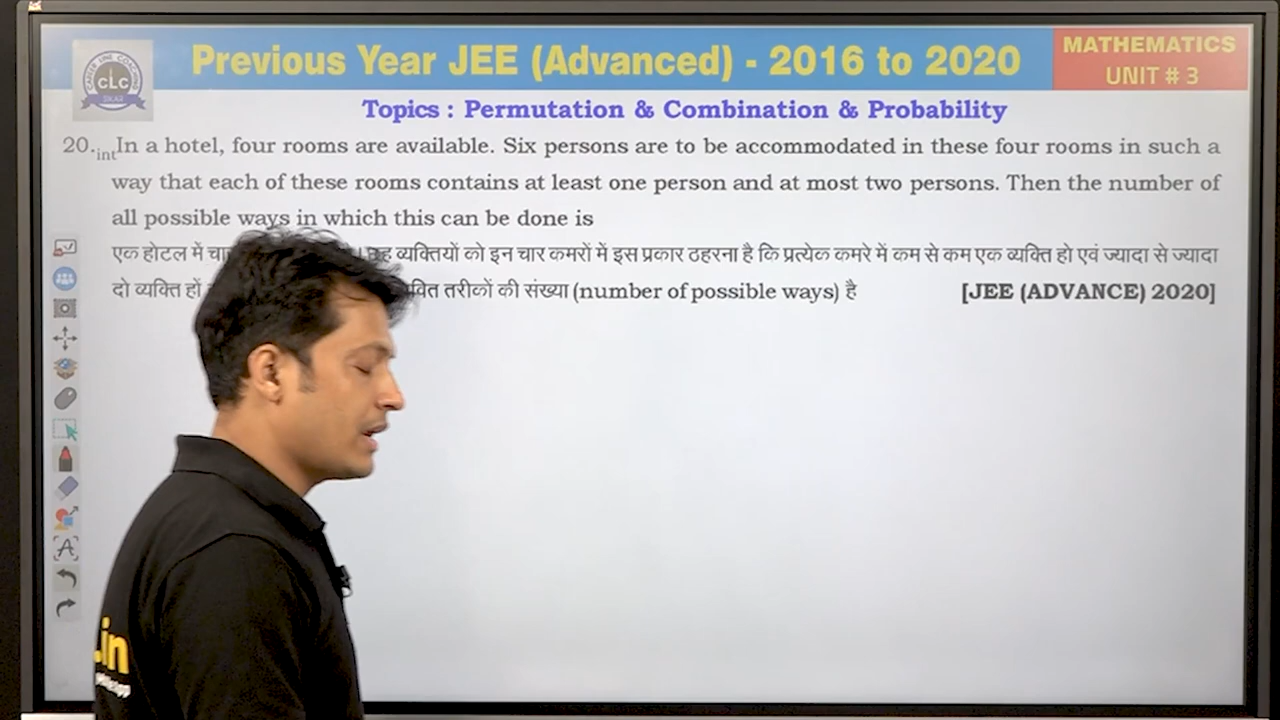 CLC
SIKAR
Previous Year JEE (Advanced) - 2016 to 2020
MATHEMATICS
UNIT # 3
Topics : Permutation & Combination & Probability
20.int In a hotel, four rooms are available. Six persons are to be accommodated in these four rooms in such a
way that each of these rooms contains at least one person and at most two persons. Then the number of
all possible ways in which this can be done is
एक होटल में व्यक्तियों को इन चार कमरों में इस प्रकार ठहरना है कि प्रत्येक कमरे में कम से कम एक व्यक्ति हो एवं ज्यादा से ज्यादा
दो व्यक्ति हों तरीकों की संख्या (number of possible ways) है [JEE (ADVANCE) 2020]
.in